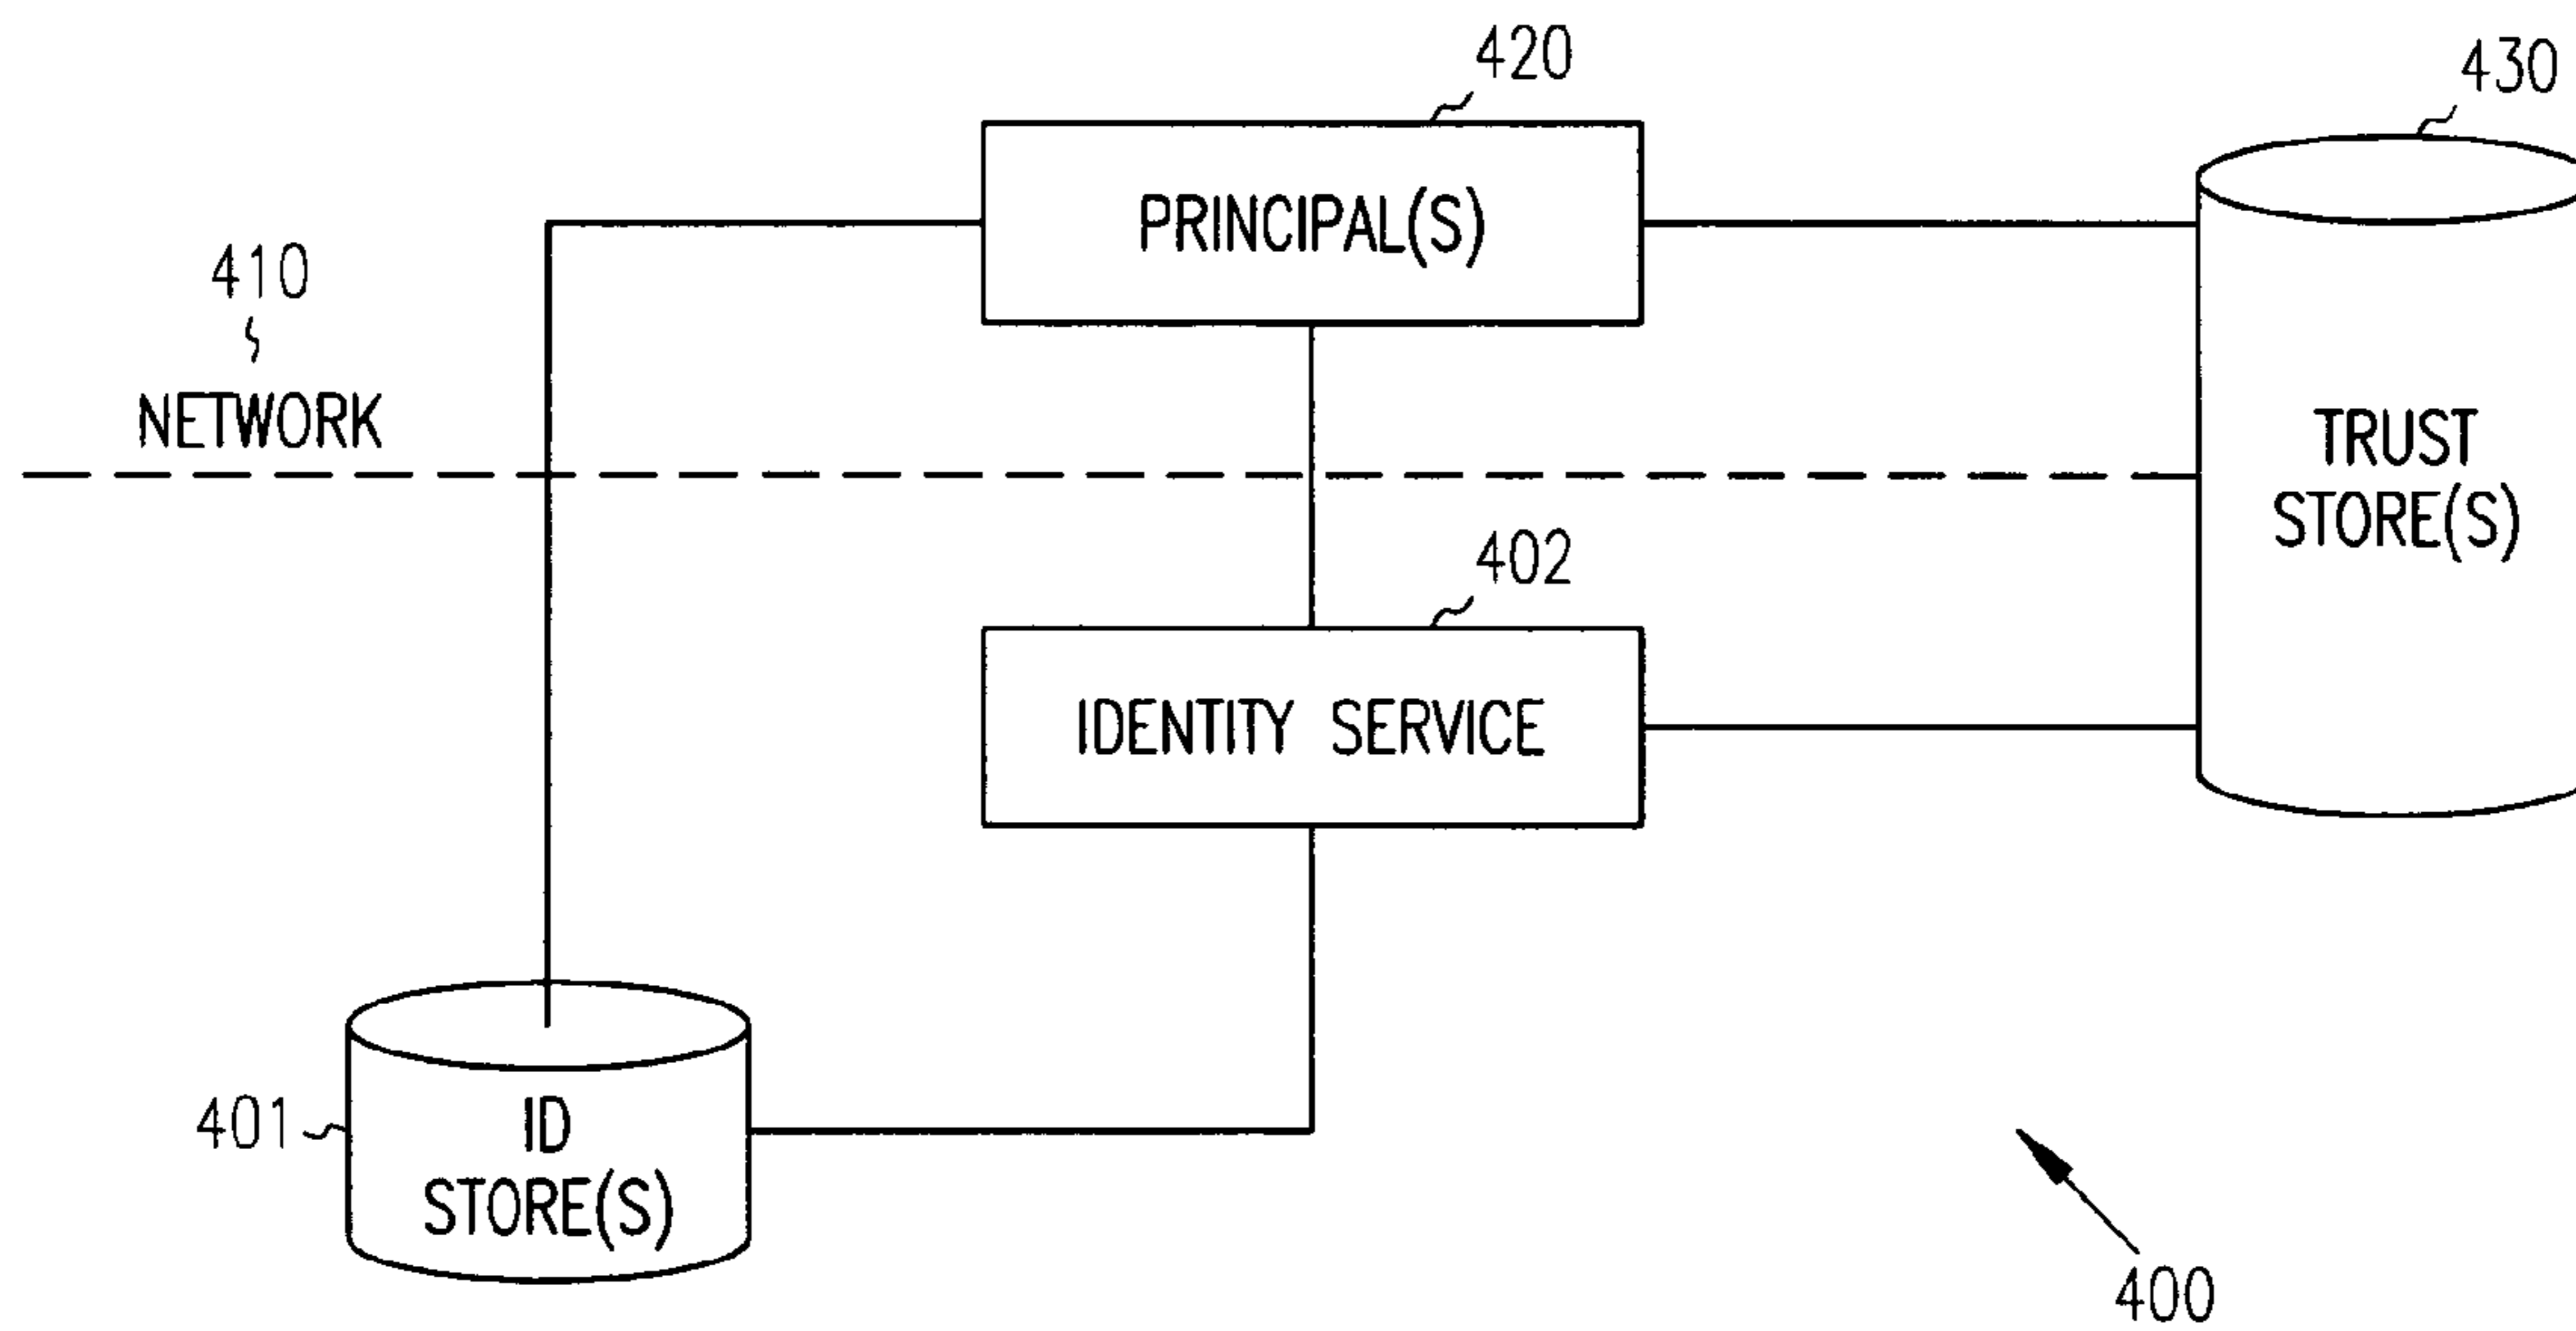 420
430
PRINCIPAL(S)
410
NETWORK
TRUST
STORE(S)
402
IDENTITY SERVICE
401
ID
STORE(S)
400